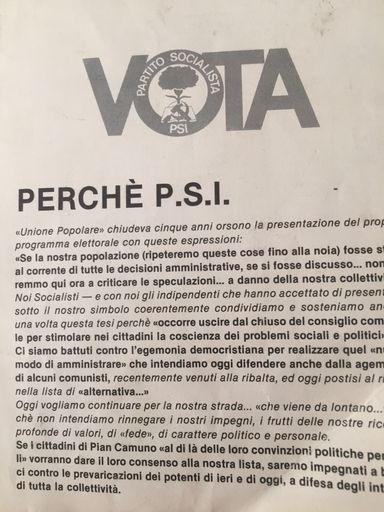 VOTA
PARTITO SOCIALISTA
PSI
PERCHÈ P.S.I.
«Unione Popolare» chiudeva cinque anni orsono la presentazione del prop
programma elettorale con queste espressioni:
«Se la nostra popolazione (ripeteremo queste cose fino alla noia) fosse st
al corrente di tutte le decisioni amministrative, se si fosse discusso... non
remmo qui ora a criticare le speculazioni... a danno della nostra collettivi
Noi Socialisti — e con noi gli indipendenti che hanno accettato di present
sotto il nostro simbolo coerentemente condividiamo e sosteniamo an
una volta questa tesi perchè «occorre uscire dal chiuso del consiglio com
le per stimolare nei cittadini la coscienza dei problemi sociali e politici»
Ci siamo battuti contro l'egemonia democristiana per realizzare quel «n
modo di amministrare» che intendiamo oggi difendere anche dalla agem
di alcuni comunisti, recentemente venuti alla ribalta, ed oggi postisi al ri
nella lista di «alternativa...»
Oggi vogliamo continuare per la nostra strada... «che viene da lontano...
chè non intendiamo rinnegare i nostri impegni, i frutti delle nostre rice
profonde di valori, di «fede», di carattere politico e personale.
Se i cittadini di Pian Camuno «al di là delle loro convinzioni politiche per
li» vorranno dare il loro consenso alla nostra lista, saremo impegnati a b
ci contro le prevaricazioni dei potenti di ieri e di oggi, a difesa degli int
di tutta la collettività.